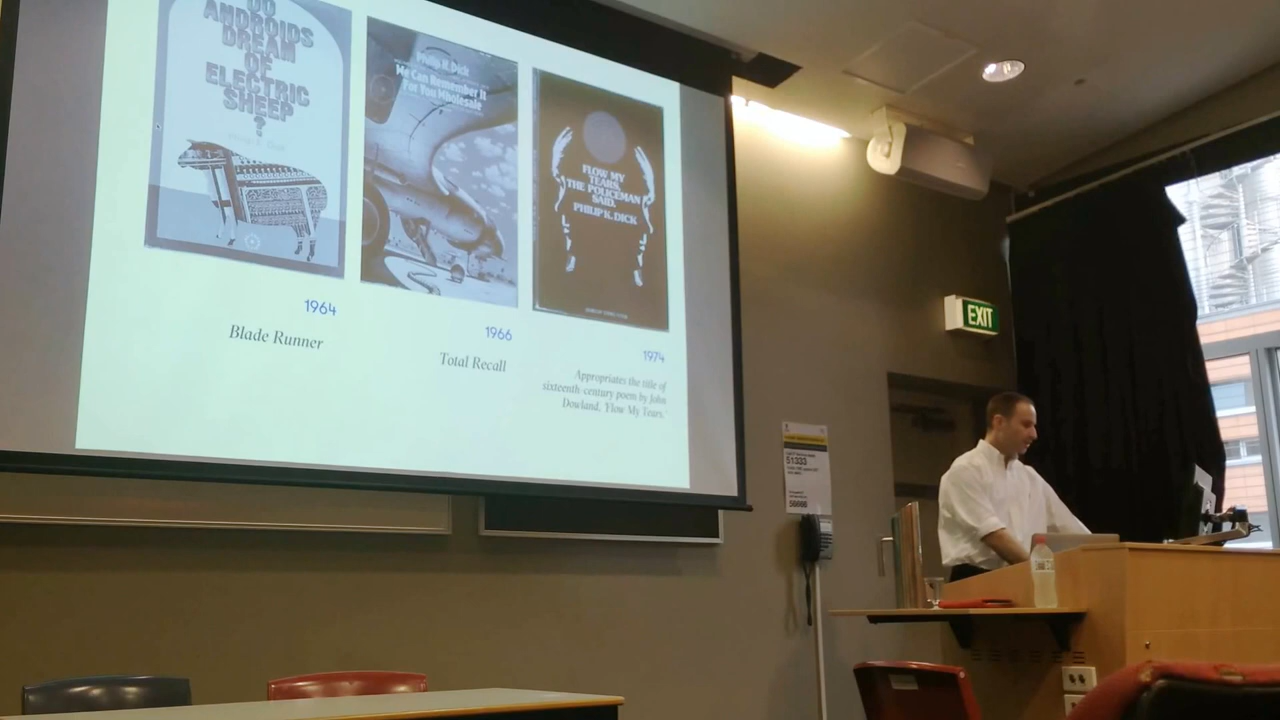 DO
ANDROIDS
DREAM
OF
ELECTRIC
SHEEP
?
Philip K. Dick
We Can Remember It
For You Wholesale
FLOW MY
TEARS,
THE POLICEMAN
SAID,
PHILIP K. DICK
1964
Blade Runner
1966
Total Recall
1974
Appropriates the title of
sixteenth-century poem by John
Dowland, 'Flow My Tears.'
EXIT
51333
56666